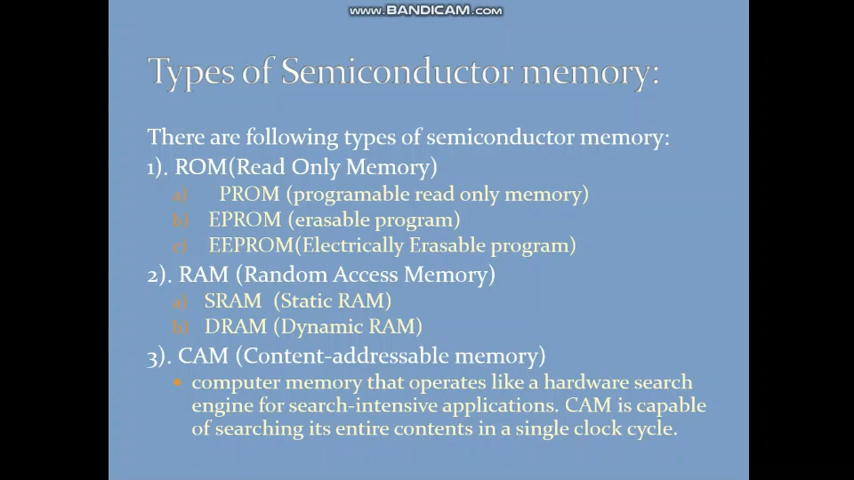 www.BANDICAM.com
Types of Semiconductor memory:
There are following types of semiconductor memory:
1). ROM(Read Only Memory)
a) PROM (programable read only memory)
b) EPROM (erasable program)
c) EEPROM(Electrically Erasable program)
2). RAM (Random Access Memory)
a) SRAM (Static RAM)
b) DRAM (Dynamic RAM)
3). CAM (Content-addressable memory)
• computer memory that operates like a hardware search
engine for search-intensive applications. CAM is capable
of searching its entire contents in a single clock cycle.